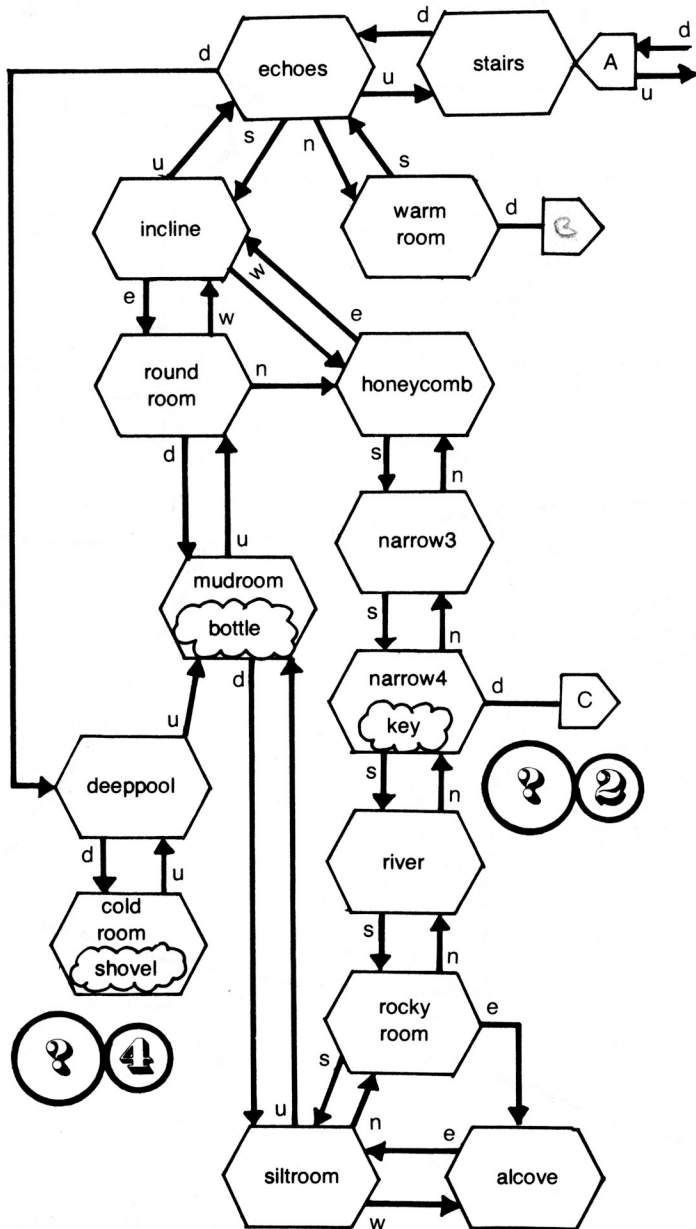 d
d
d
echoes
stairs
A
u
u
u
s
n
s
incline
warm
room
d
B
w
e
w
e
round
room
n
honeycomb
d
s
n
u
narrow3
mudroom
bottle
s
n
d
narrow4
key
d
C
u
deeppool
s
n
? 2
d
u
river
cold
room
shovel
s
n
rocky
room
e
? 4
s
u
n
e
siltroom
alcove
w